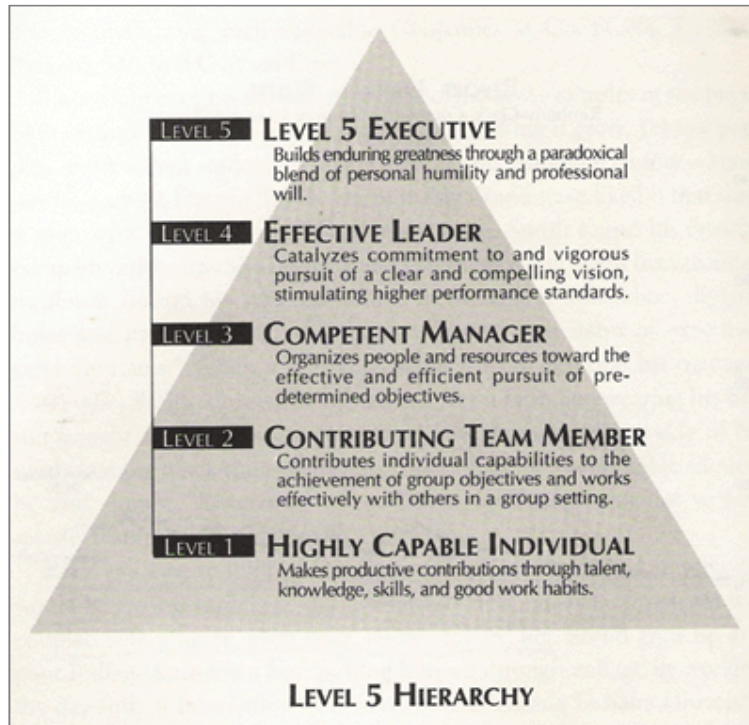 LEVEL 5 LEVEL 5 EXECUTIVE
Builds enduring greatness through a paradoxical
blend of personal humility and professional
will.
LEVEL 4 EFFECTIVE LEADER
Catalyzes commitment to and vigorous
pursuit of a clear and compelling vision,
stimulating higher performance standards.
LEVEL 3 COMPETENT MANAGER
Organizes people and resources toward the
effective and efficient pursuit of pre-
determined objectives.
LEVEL 2 CONTRIBUTING TEAM MEMBER
Contributes individual capabilities to the
achievement of group objectives and works
effectively with others in a group setting.
LEVEL 1 HIGHLY CAPABLE INDIVIDUAL
Makes productive contributions through talent,
knowledge, skills, and good work habits.
LEVEL 5 HIERARCHY